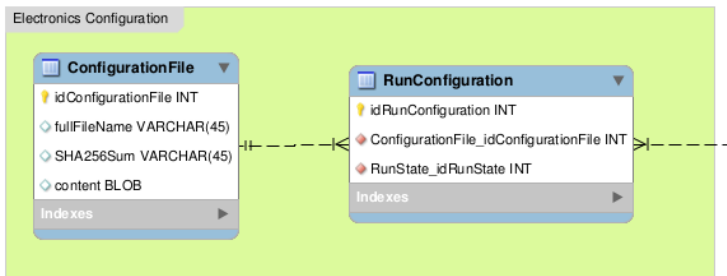 Electronics Configuration
ConfigurationFile
idConfigurationFile INT
fullFileName VARCHAR(45)
SHA256Sum VARCHAR(45)
content BLOB
Indexes
RunConfiguration
idRunConfiguration INT
ConfigurationFile_idConfigurationFile INT
RunState_idRunState INT
Indexes